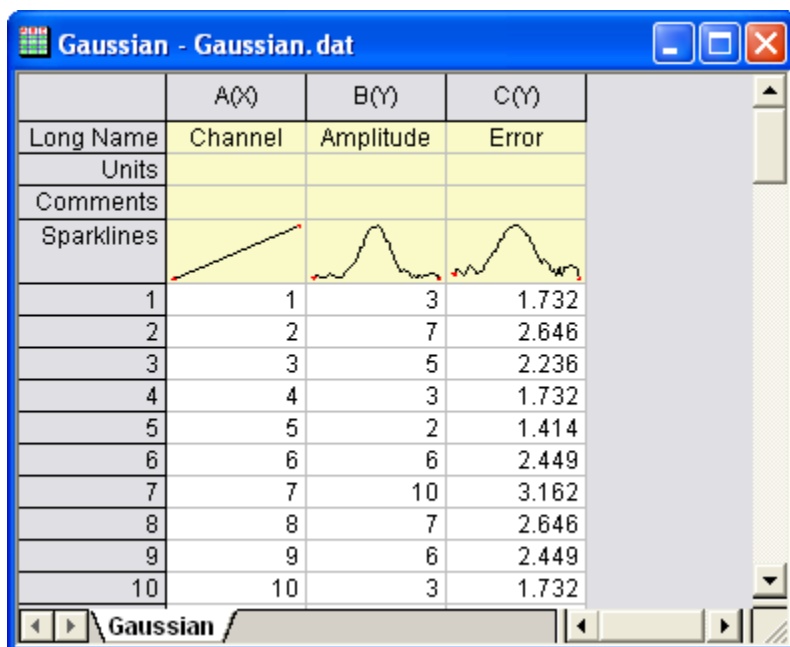 Gaussian - Gaussian.dat
A(X) B(Y) C(Y)
Long Name Channel Amplitude Error
Units
Comments
Sparklines
1 1 3 1.732
2 2 7 2.646
3 3 5 2.236
4 4 3 1.732
5 5 2 1.414
6 6 6 2.449
7 7 10 3.162
8 8 7 2.646
9 9 6 2.449
10 10 3 1.732
Gaussian